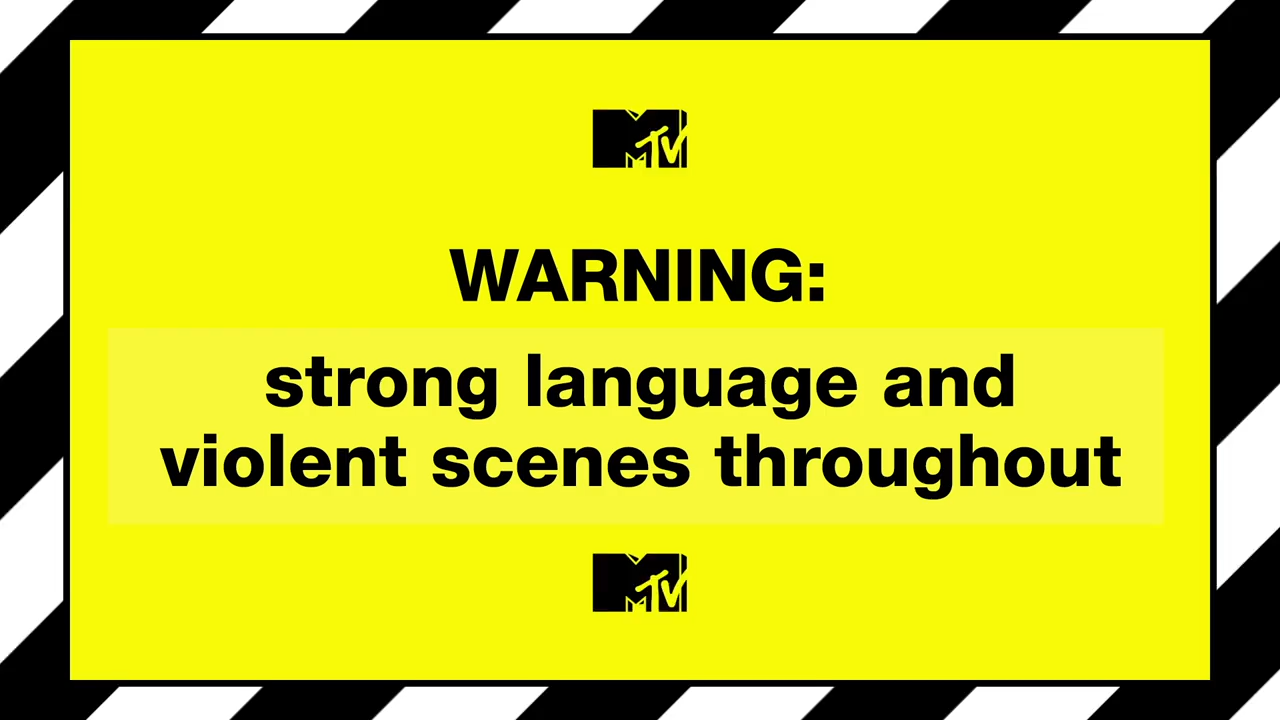 MTV
WARNING:
strong language and
violent scenes throughout
MTV